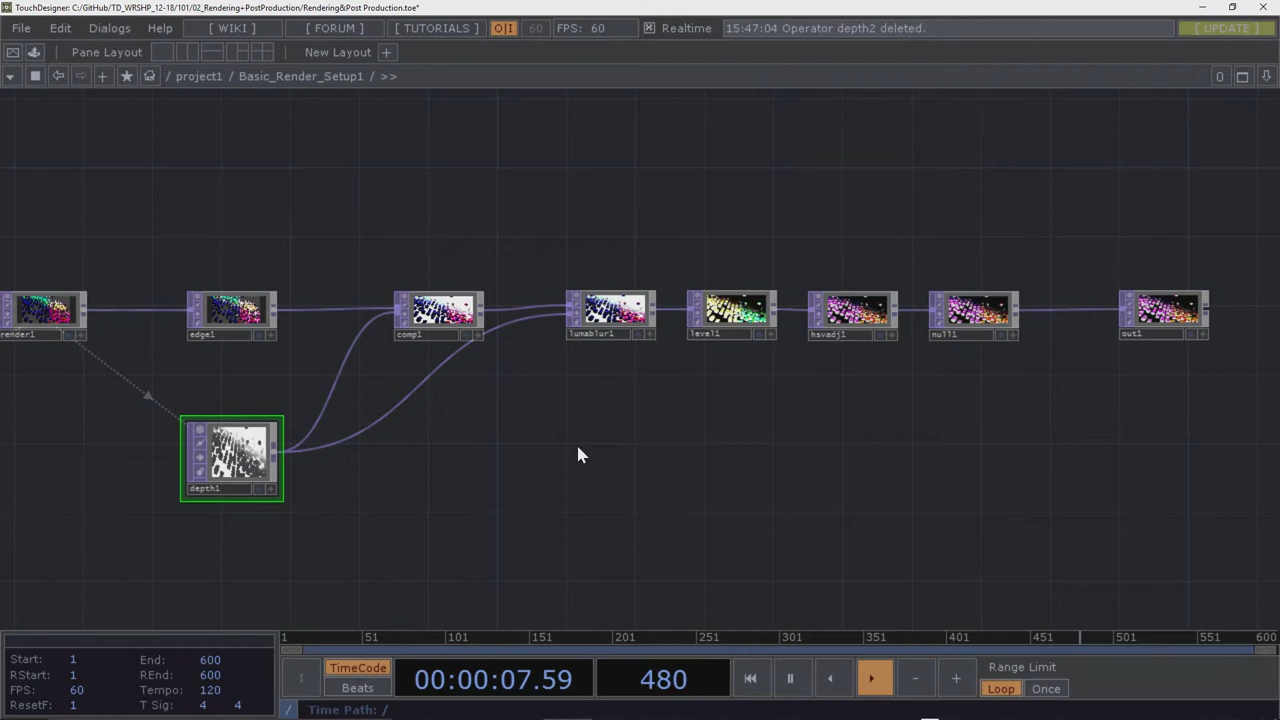 TouchDesigner: C:/GitHub/TD_WRSHP_12-18/101/02_Rendering+PostProduction/Rendering&Post Production.toe*
File Edit Dialogs [ WIKI ] [ FORUM ] [ TUTORIALS ] O|I 60 FPS: 60 Realtime 15:47:04 Operator depth2 deleted. [ UPDATE ]
Pane Layout New Layout +
/ project1 / Basic_Render_Setup1 / >> 0
render1 edge1 comp1 lumablur1 level1 hsvadj1 null1 out1
depth1
1 51 101 151 201 251 301 351 401 451 501 551 600
Start: 1 End: 600
RStart: 1 REnd: 600
FPS: 60 Tempo: 120
ResetF: 1 T Sig: 4 4
1 TimeCode 00:00:07.59 480 - + Range Limit
Beats Loop Once
/ Time Path: /